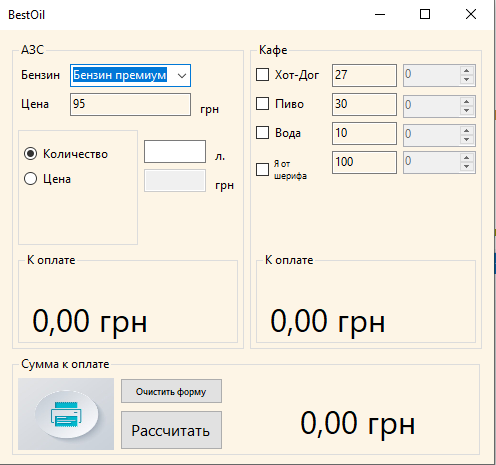 BestOil
АЗС
Бензин
Бензин премиум
Цена
95
грн
Количество
л.
Цена
грн
К оплате
0,00 грн
Кафе
Хот-Дог
27
0
Пиво
30
0
Вода
10
0
Я от
шерифа
100
0
К оплате
0,00 грн
Сумма к оплате
Очистить форму
Рассчитать
0,00 грн